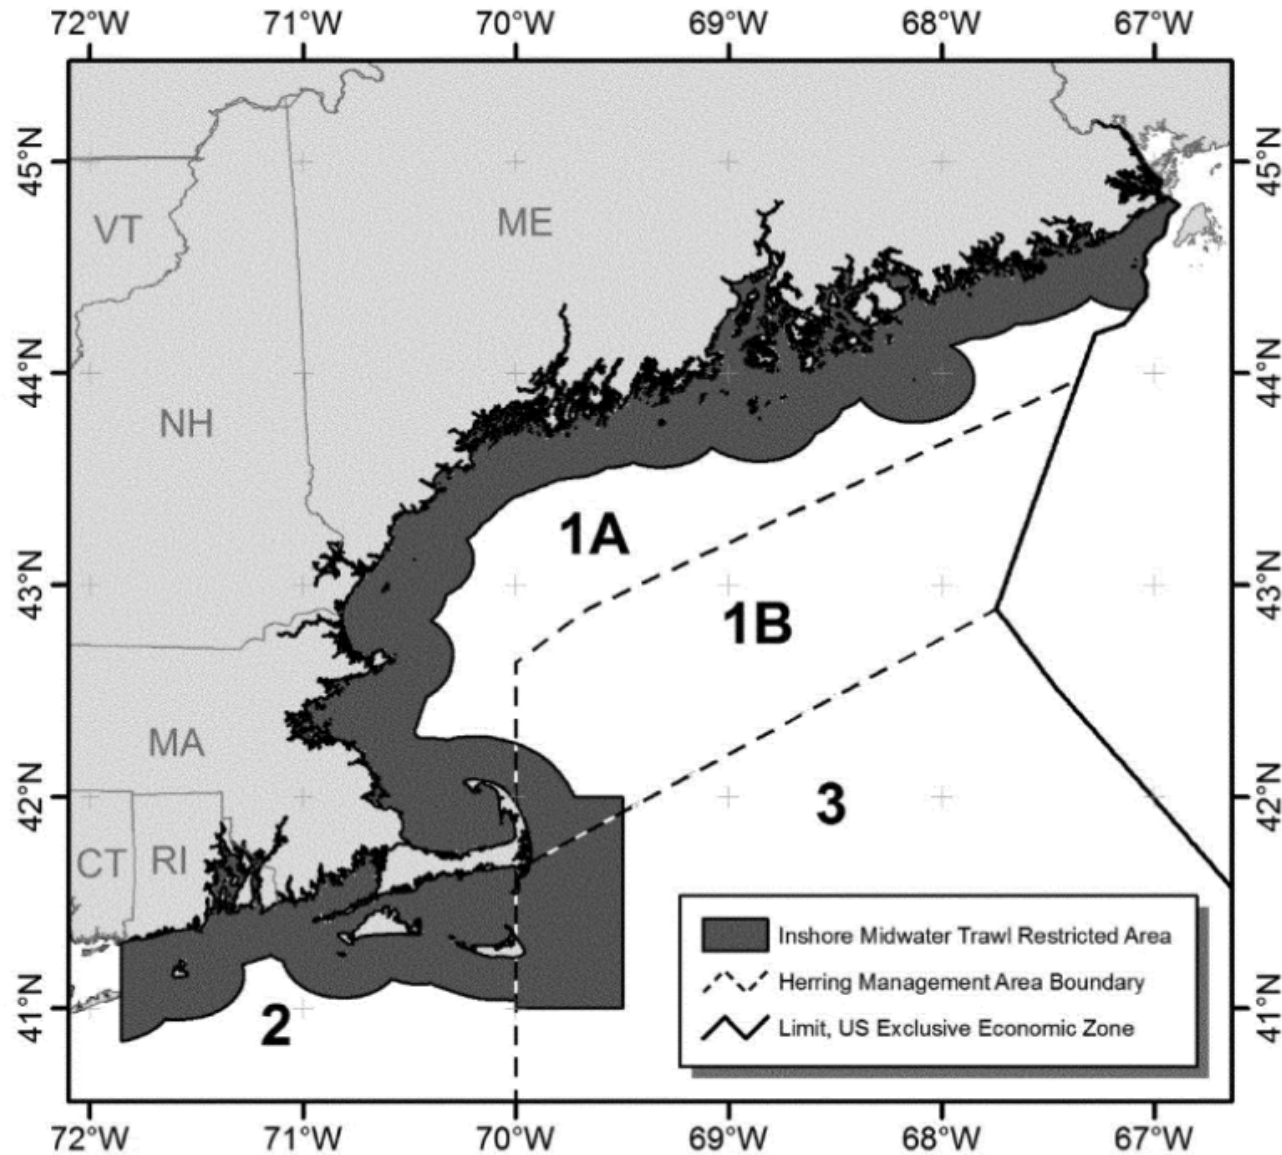 72°W 71°W 70°W 69°W 68°W 67°W
45°N 45°N
VT ME
44°N 44°N
NH
1A
43°N 43°N
1B
MA
42°N 3 42°N
CT RI
Inshore Midwater Trawl Restricted Area
Herring Management Area Boundary
41°N 2 41°N
Limit, US Exclusive Economic Zone
72°W 71°W 70°W 69°W 68°W 67°W